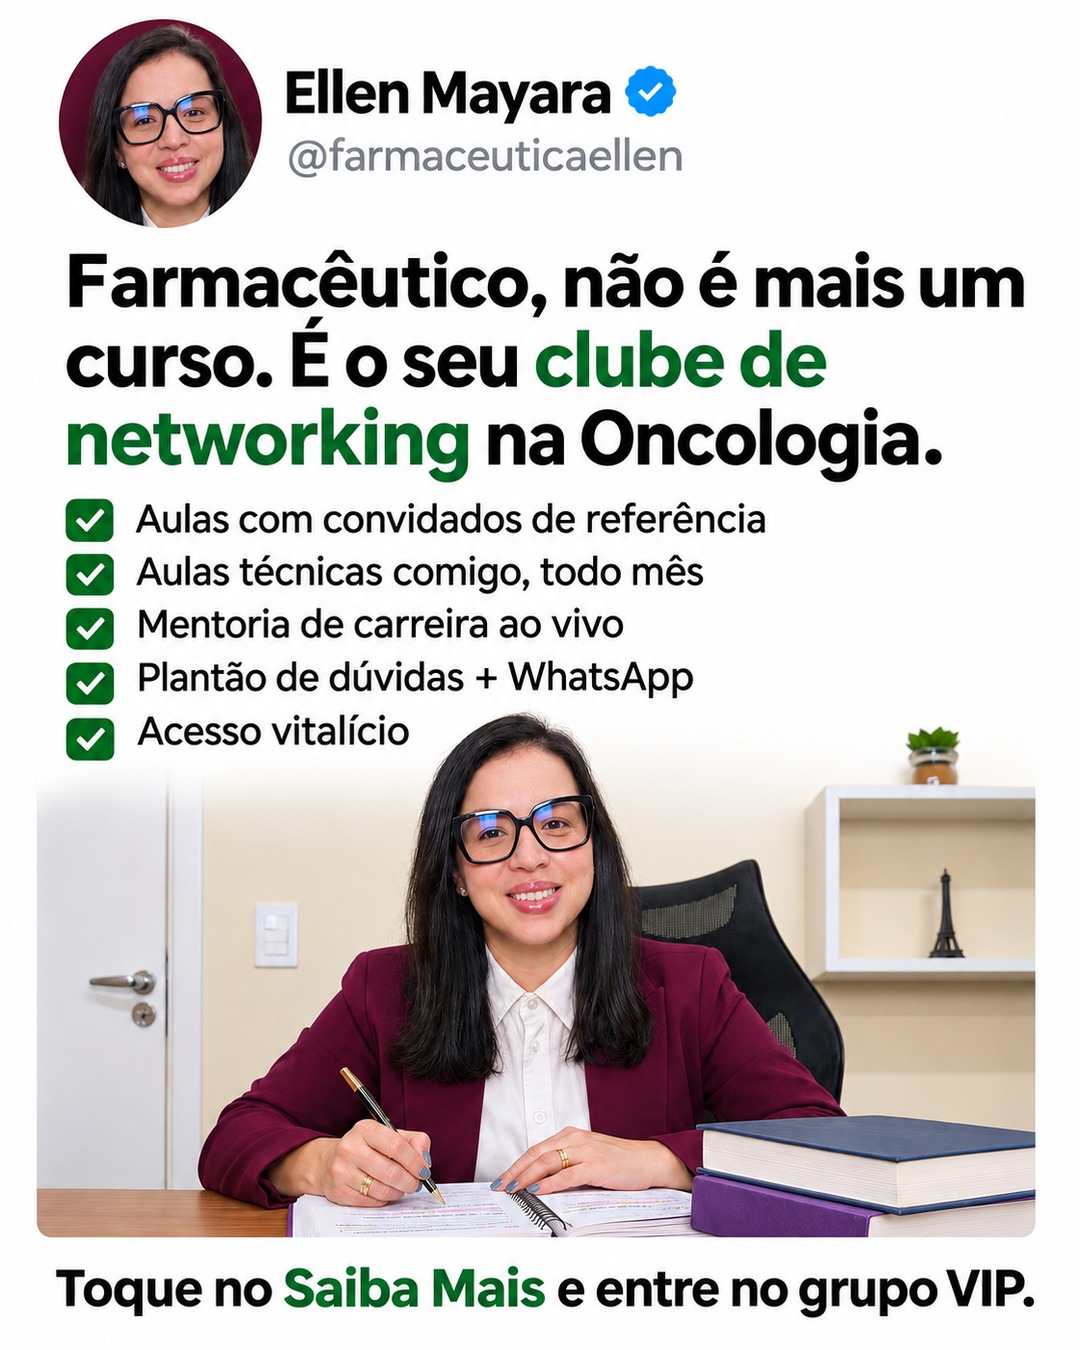 Ellen Mayara
@farmaceuticaellen
Farmacêutico, não é mais um
curso. É o seu clube de
networking na Oncologia.
Aulas com convidados de referência
Aulas técnicas comigo, todo mês
Mentoria de carreira ao vivo
Plantão de dúvidas + WhatsApp
Acesso vitalício
Toque no Saiba Mais e entre no grupo VIP.